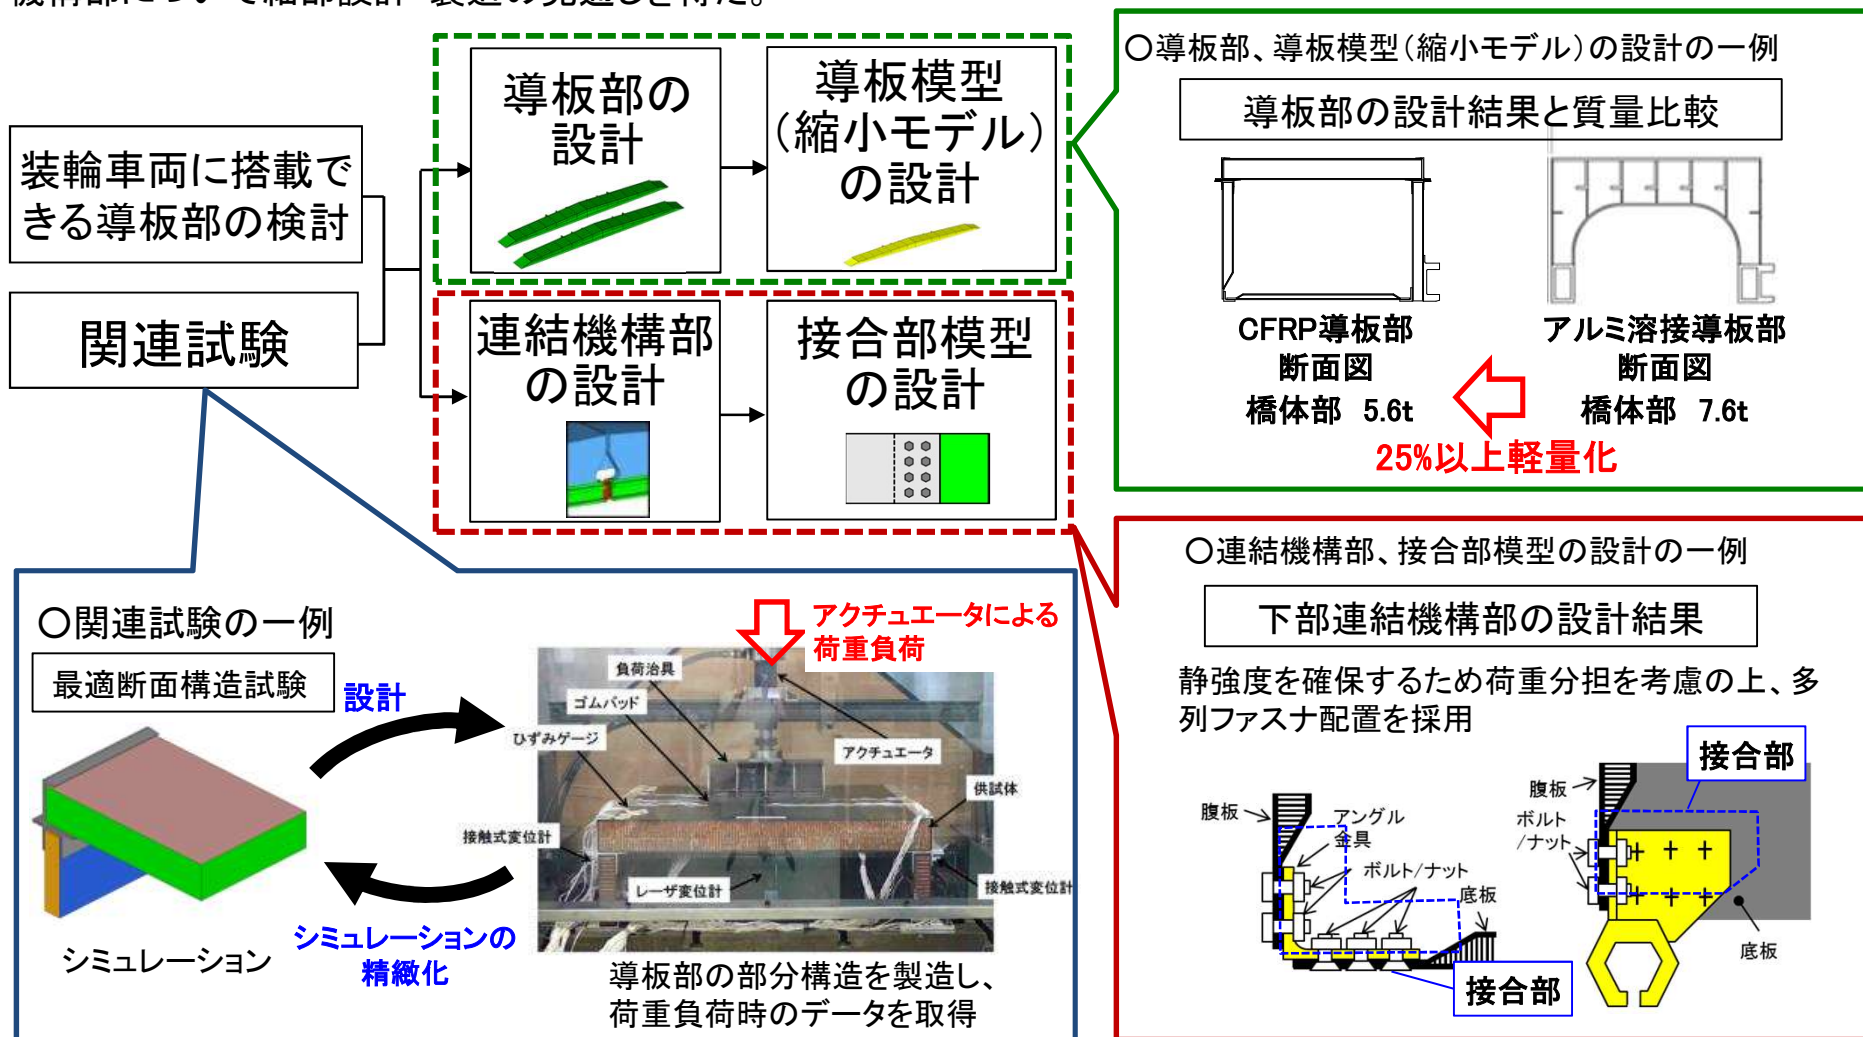 装輪車両に搭載で
きる導板部の検討
関連試験
導板部の
設計
導板模型
(縮小モデル)
の設計
連結機構部
の設計
接合部模型
の設計
〇導板部、導板模型(縮小モデル)の設計の一例
導板部の設計結果と質量比較
CFRP導板部
断面図
橋体部 5.6t
アルミ溶接導板部
断面図
橋体部 7.6t
25%以上軽量化
〇関連試験の一例
最適断面構造試験
設計
シミュレーション
シミュレーションの
精緻化
アクチュエータによる
荷重負荷
負荷治具
ゴムパッド
ひずみゲージ
アクチュエータ
供試体
接触式変位計
レーザ変位計
接触式変位計
導板部の部分構造を製造し、
荷重負荷時のデータを取得
〇連結機構部、接合部模型の設計の一例
下部連結機構部の設計結果
静強度を確保するため荷重分担を考慮の上、多
列ファスナ配置を採用
腹板
アングル
金具
ボルト/ナット
底板
接合部
接合部
腹板
ボルト
/ナット
底板